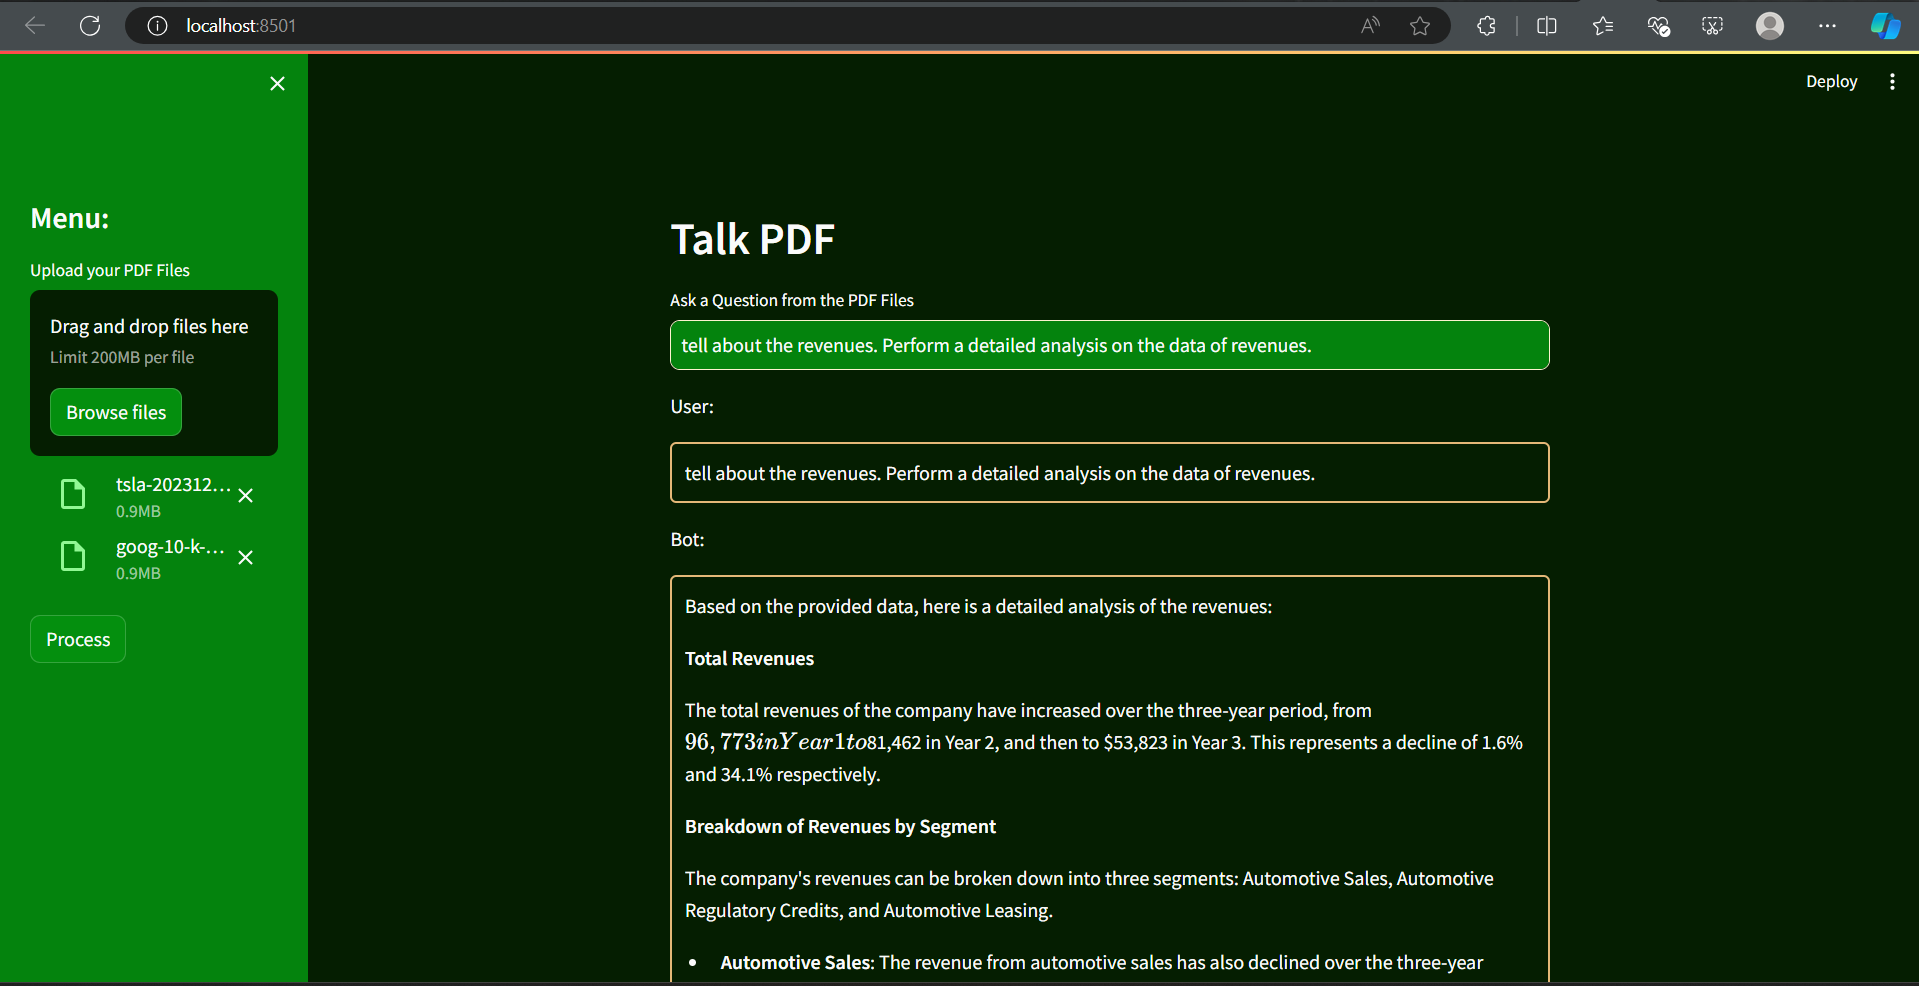 localhost:8501
Deploy
Menu:
Upload your PDF Files
Drag and drop files here
Limit 200MB per file
Browse files
tsla-202312...
0.9MB
goog-10-k-...
0.9MB
Process
Talk PDF
Ask a Question from the PDF Files
tell about the revenues. Perform a detailed analysis on the data of revenues.
User:
tell about the revenues. Perform a detailed analysis on the data of revenues.
Bot:
Based on the provided data, here is a detailed analysis of the revenues:
Total Revenues
The total revenues of the company have increased over the three-year period, from
96,773inYear1to81,462 in Year 2, and then to $53,823 in Year 3. This represents a decline of 1.6%
and 34.1% respectively.
Breakdown of Revenues by Segment
The company's revenues can be broken down into three segments: Automotive Sales, Automotive
Regulatory Credits, and Automotive Leasing.
• Automotive Sales: The revenue from automotive sales has also declined over the three-year